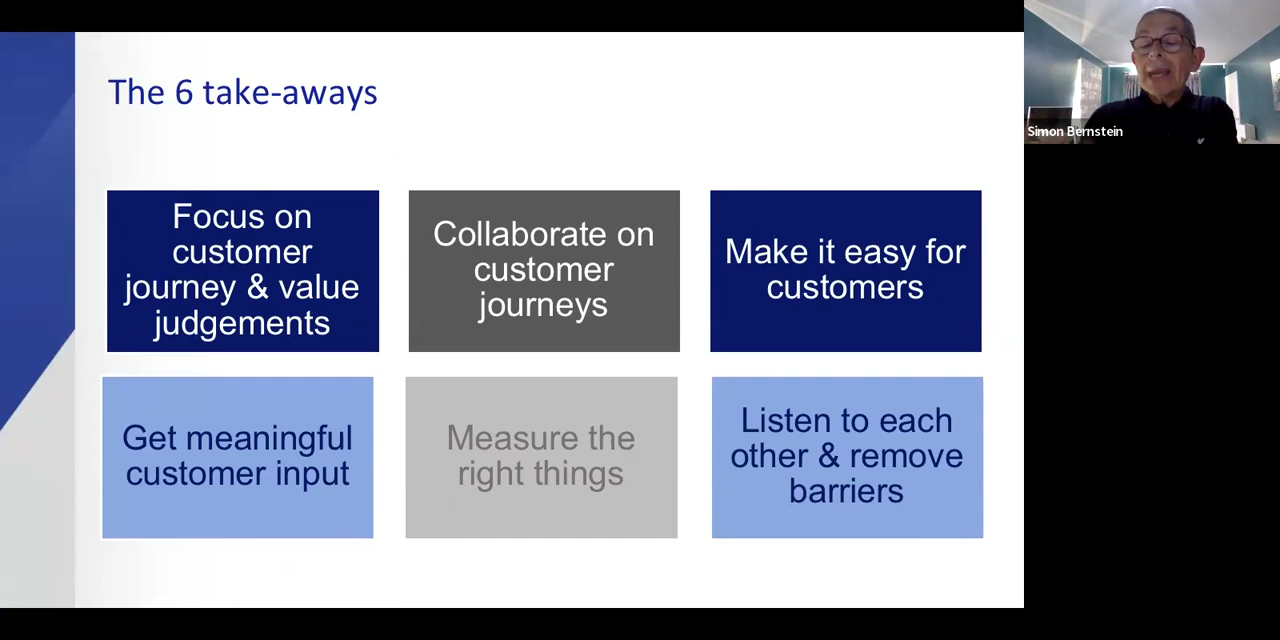 The 6 take-aways
Simon Bernstein
Focus on
customer
journey & value
judgements
Collaborate on
customer
journeys
Make it easy for
customers
Get meaningful
customer input
Measure the
right things
Listen to each
other & remove
barriers